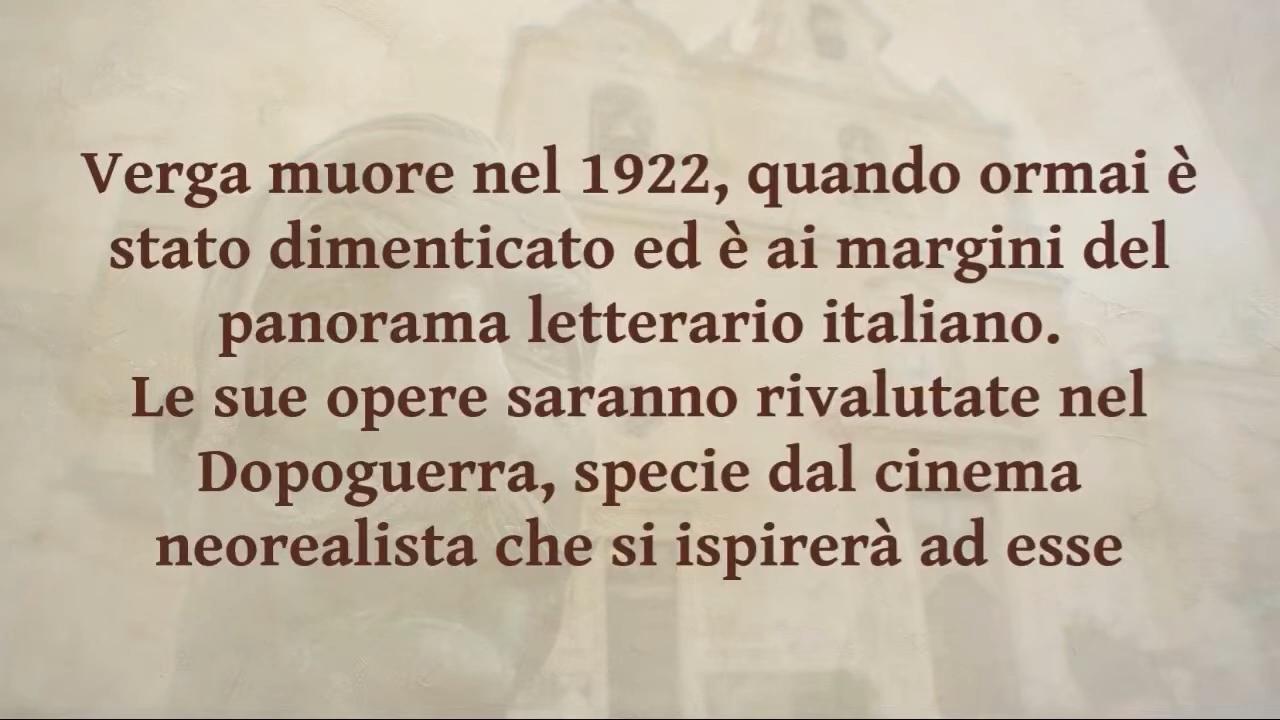 Verga muore nel 1922, quando ormai è
stato dimenticato ed è ai margini del
panorama letterario italiano.
Le sue opere saranno rivalutate nel
Dopoguerra, specie dal cinema
neorealista che si ispirerà ad esse